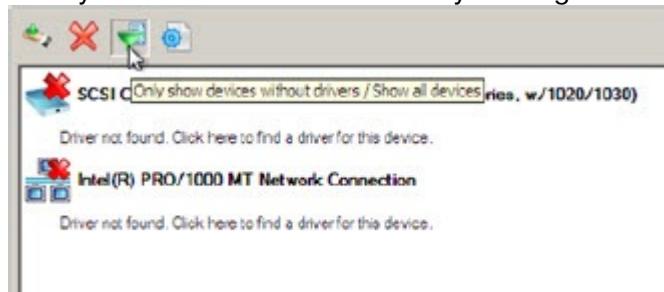 SCSI C Only show devices without drivers / Show all devices ries, w/1020/1030)
Driver not found. Click here to find a driver for this device.
Intel(R) PRO/1000 MT Network Connection
Driver not found. Click here to find a driver for this device.